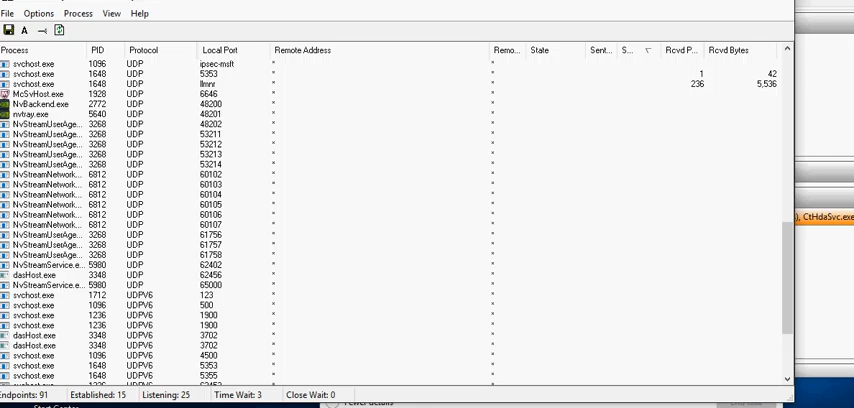 File Options Process View Help
A
Process PID Protocol Local Port Remote Address Remo... State Sent... S... Rcvd P... Rcvd Bytes
svchost.exe 1096 UDP ipsec-msft * *
svchost.exe 1648 UDP 5353 * * 1 42
svchost.exe 1648 UDP llmnr * * 236 5,536
McSvHost.exe 1928 UDP 6646 * *
NvBackend.exe 2772 UDP 48200 * *
nvtray.exe 5640 UDP 48201 * *
NvStreamUserAge... 3268 UDP 48202 * *
NvStreamUserAge... 3268 UDP 53211 * *
NvStreamUserAge... 3268 UDP 53212 * *
NvStreamUserAge... 3268 UDP 53213 * *
NvStreamUserAge... 3268 UDP 53214 * *
NvStreamNetwork... 6812 UDP 60102 * *
NvStreamNetwork... 6812 UDP 60103 * *
NvStreamNetwork... 6812 UDP 60104 * *
NvStreamNetwork... 6812 UDP 60105 * *
NvStreamNetwork... 6812 UDP 60106 * *
NvStreamNetwork... 6812 UDP 60107 * *
NvStreamUserAge... 3268 UDP 61756 * *
NvStreamUserAge... 3268 UDP 61757 * *
NvStreamUserAge... 3268 UDP 61758 * *
NvStreamService.e... 5980 UDP 62402 * *
dasHost.exe 3348 UDP 62456 * *
NvStreamService.e... 5980 UDP 65000 * *
svchost.exe 1712 UDPV6 123 * *
svchost.exe 1096 UDPV6 500 * *
svchost.exe 1236 UDPV6 1900 * *
svchost.exe 1236 UDPV6 1900 * *
dasHost.exe 3348 UDPV6 3702 * *
dasHost.exe 3348 UDPV6 3702 * *
svchost.exe 1096 UDPV6 4500 * *
svchost.exe 1648 UDPV6 5353 * *
svchost.exe 1648 UDPV6 5355 * *
svchost.exe 1236 UDPV6
Endpoints: 91 Established: 15 Listening: 25 Time Wait: 3 Close Wait: 0
), CtHdaSvc.exe
Start Center
Fewer details